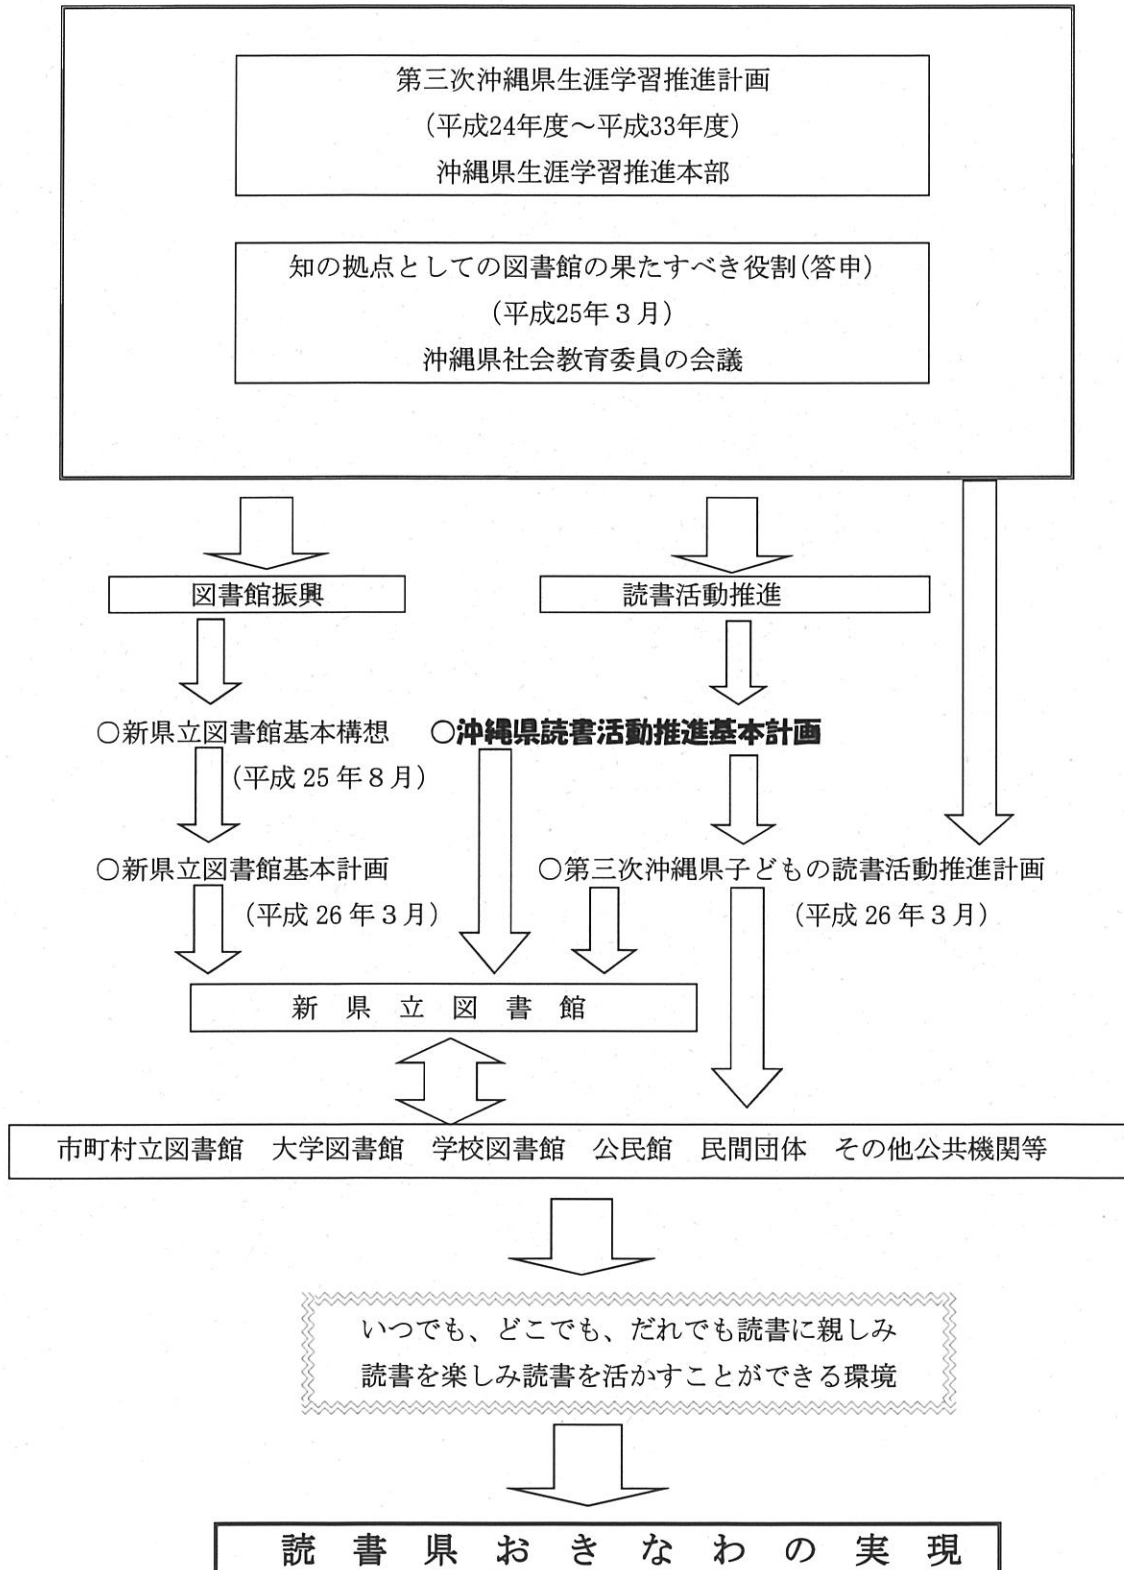 第三次沖縄県生涯学習推進計画
(平成24年度～平成33年度)
沖縄県生涯学習推進本部
知の拠点としての図書館の果たすべき役割(答申)
(平成25年3月)
沖縄県社会教育委員の会議
図書館振興
読書活動推進
○新県立図書館基本構想
(平成25年8月)
○沖縄県読書活動推進基本計画
○新県立図書館基本計画
(平成26年3月)
○第三次沖縄県子どもの読書活動推進計画
(平成26年3月)
新県立図書館
市町村立図書館 大学図書館 学校図書館 公民館 民間団体 その他公共機関等
いつでも、どこでも、だれでも読書に親しみ
読書を楽しみ読書を活かすことができる環境
読書県おきなわの実現